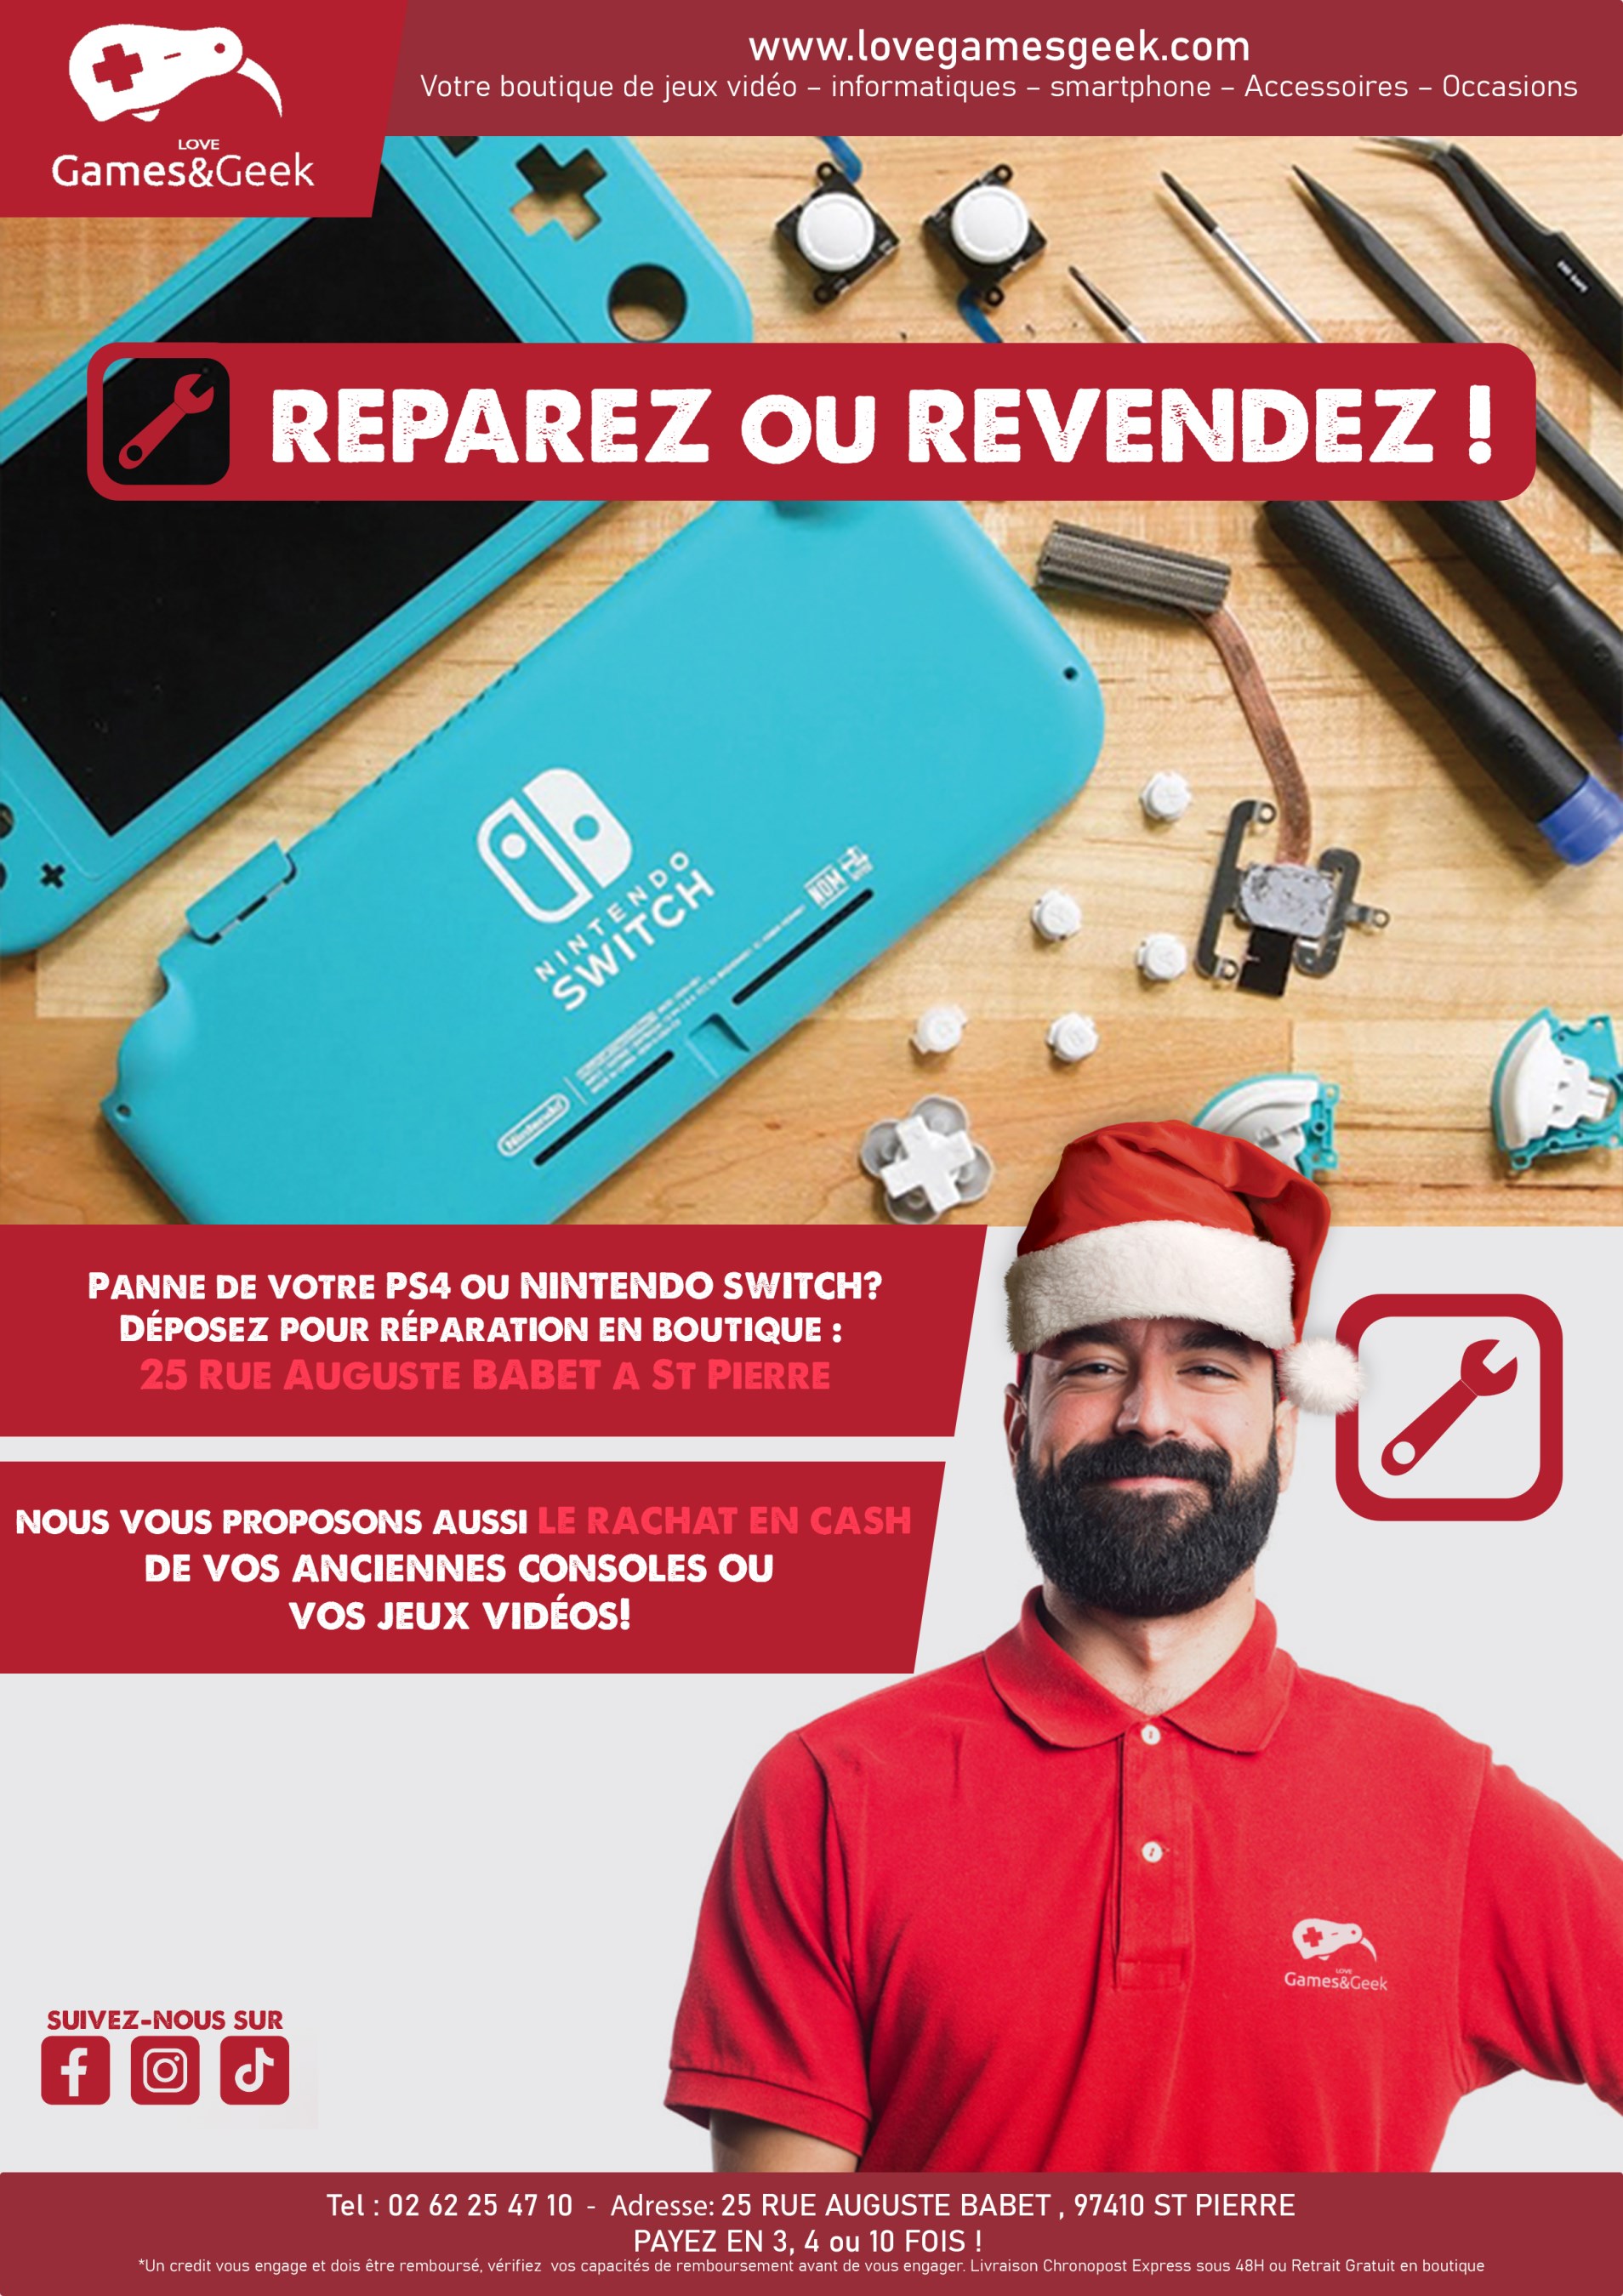 www.lovegamesgeek.com
Votre boutique de jeux vidéo – informatiques – smartphone – Accessoires – Occasions
LOVE
Games&Geek
REPAREZ OU REVENDEZ !
NINTENDO
SWITCH
NOM
Nintendo
PANNE DE VOTRE PS4 OU NINTENDO SWITCH?
DÉPOSEZ POUR RÉPARATION EN BOUTIQUE :
25 RUE AUGUSTE BABET A ST PIERRE
NOUS VOUS PROPOSONS AUSSI LE RACHAT EN CASH
DE VOS ANCIENNES CONSOLES OU
VOS JEUX VIDÉOS!
LOVE
Games&Geek
SUIVEZ-NOUS SUR
Tel : 02 62 25 47 10 - Adresse: 25 RUE AUGUSTE BABET , 97410 ST PIERRE
PAYEZ EN 3, 4 ou 10 FOIS !
*Un credit vous engage et dois être remboursé, vérifiez vos capacités de remboursement avant de vous engager. Livraison Chronopost Express sous 48H ou Retrait Gratuit en boutique